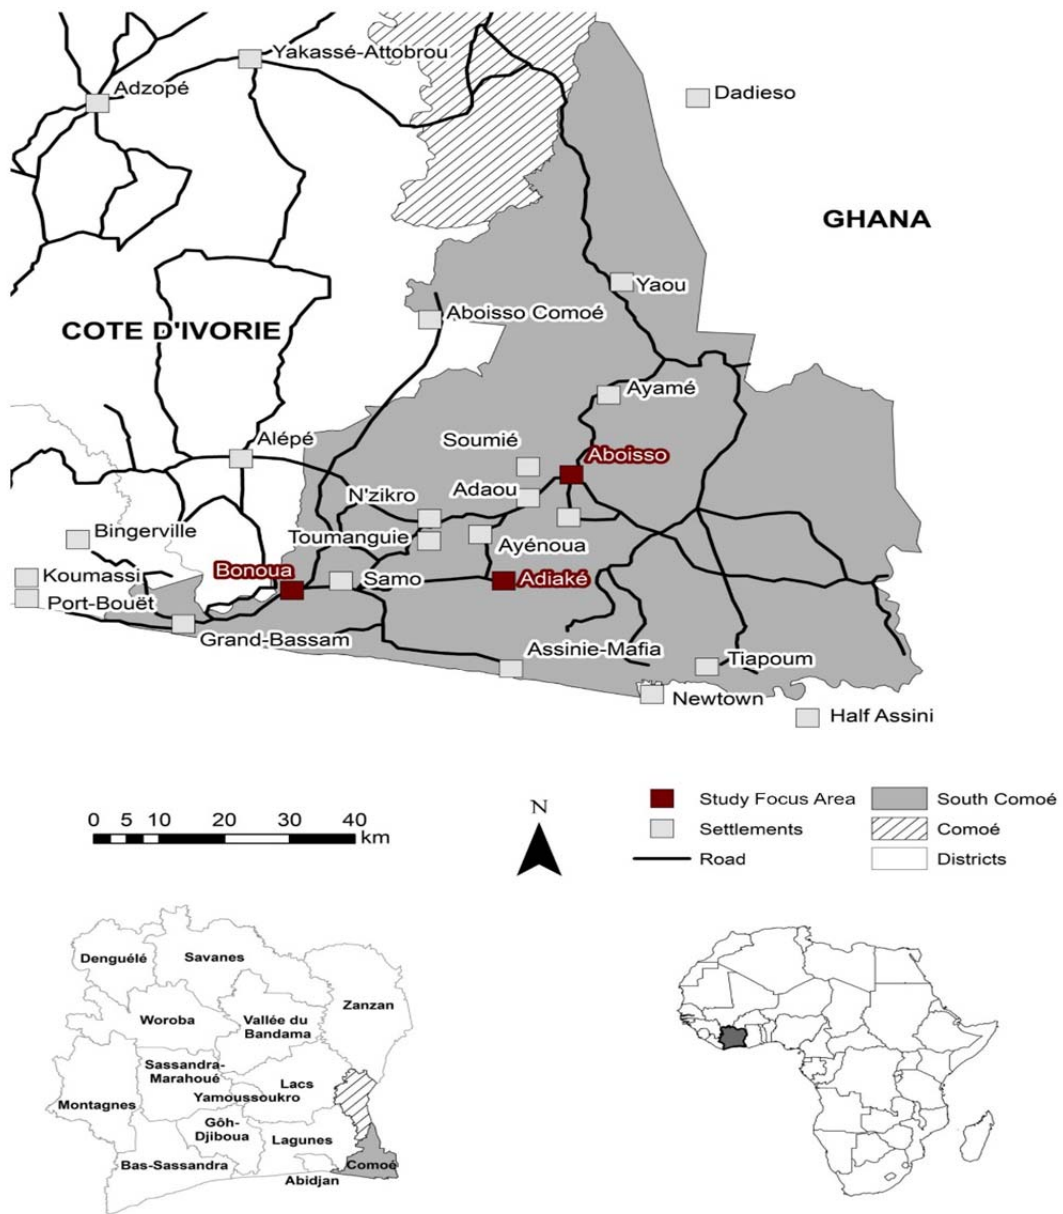 Yakassé-Attobrou
Adzopé
Dadieso
GHANA
Yaou
Aboisso Comoé
COTE D'IVORIE
Ayamé
Alépé
Soumié
Aboisso
Adaou
N'zikro
Bingerville
Toumanguie
Ayénoua
Koumassi
Bonoua
Samo
Adiaké
Port-Bouët
Grand-Bassam
Assinie-Mafia
Tiapoum
Newtown
Half Assini
0 5 10 20 30 40
km
N
Study Focus Area
Settlements
Road
South Comoé
Comoé
Districts
Denguélé
Savanes
Zanzan
Woroba
Vallée du
Bandama
Sassandra-
Marahoué
Lacs
Yamoussoukro
Montagnes
Gôh-
Djiboua
Lagunes
Bas-Sassandra
Comoé
Abidjan